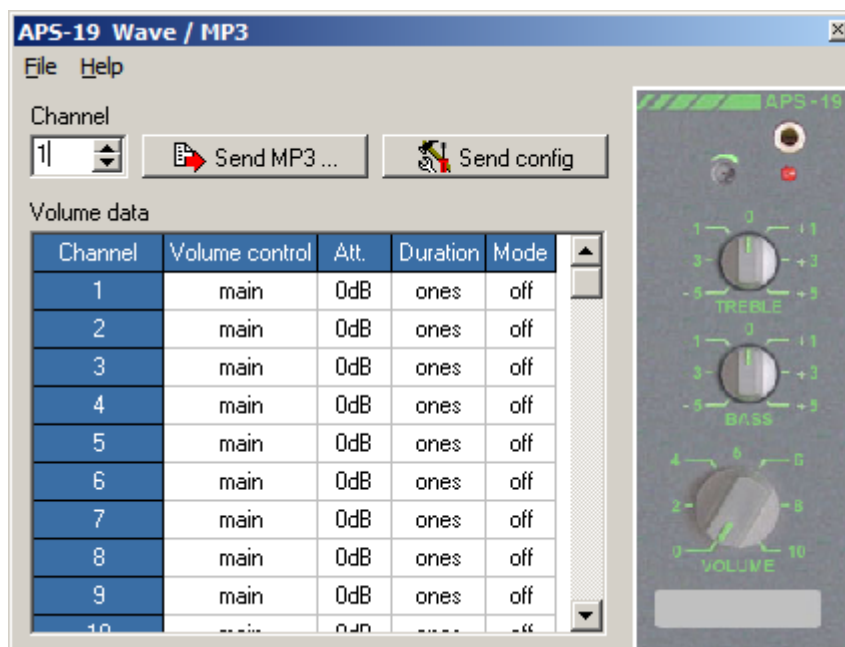 APS-19 Wave / MP3
File Help
Channel
1
Send MP3 ...
Send config
Volume data
Channel Volume control Att. Duration Mode
1 main 0dB ones off
2 main 0dB ones off
3 main 0dB ones off
4 main 0dB ones off
5 main 0dB ones off
6 main 0dB ones off
7 main 0dB ones off
8 main 0dB ones off
9 main 0dB ones off
APS-19
0
1 +1
3 +3
-5 +5
TREBLE
0
1 +1
3 +3
-5 +5
BASS
4 6
2 8
0 10
VOLUME